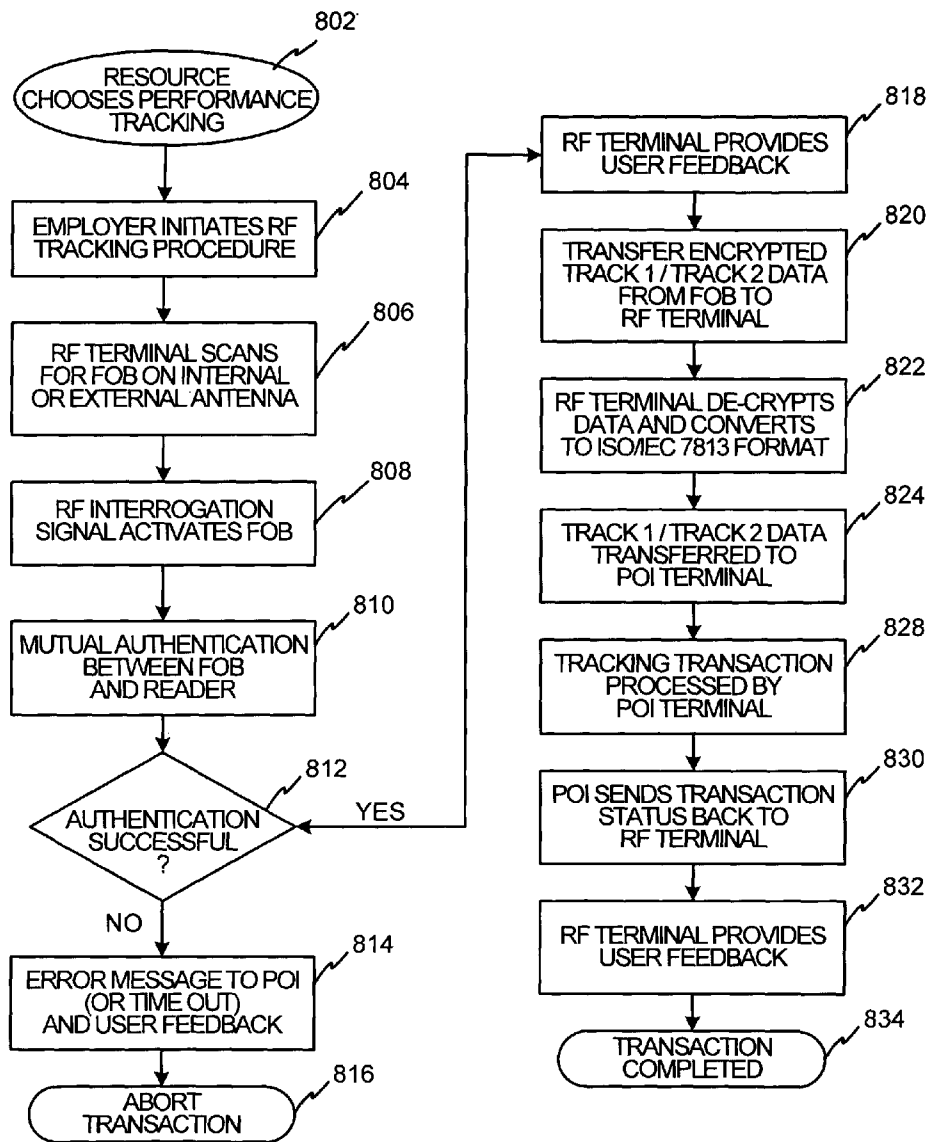 802
RESOURCE
CHOOSES PERFORMANCE
TRACKING
804
EMPLOYER INITIATES RF
TRACKING PROCEDURE
806
RF TERMINAL SCANS
FOR FOB ON INTERNAL
OR EXTERNAL ANTENNA
808
RF INTERROGATION
SIGNAL ACTIVATES FOB
810
MUTUAL AUTHENTICATION
BETWEEN FOB
AND READER
812
AUTHENTICATION
SUCCESSFUL
?
YES
NO
814
ERROR MESSAGE TO POI
(OR TIME OUT)
AND USER FEEDBACK
816
ABORT
TRANSACTION
818
RF TERMINAL PROVIDES
USER FEEDBACK
820
TRANSFER ENCRYPTED
TRACK 1 / TRACK 2 DATA
FROM FOB TO
RF TERMINAL
822
RF TERMINAL DE-CRYPTS
DATA AND CONVERTS
TO ISO/IEC 7813 FORMAT
824
TRACK 1 / TRACK 2 DATA
TRANSFERRED TO
POI TERMINAL
828
TRACKING TRANSACTION
PROCESSED BY
POI TERMINAL
830
POI SENDS TRANSACTION
STATUS BACK TO
RF TERMINAL
832
RF TERMINAL PROVIDES
USER FEEDBACK
834
TRANSACTION
COMPLETED